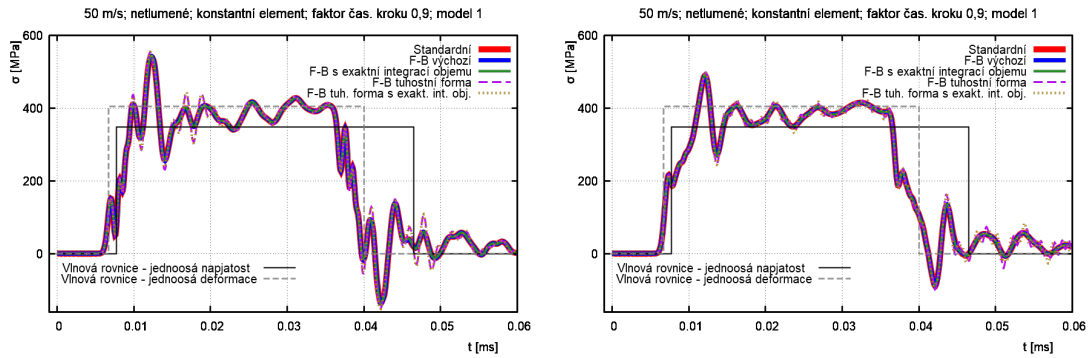 50 m/s; netlumené; konstantní element; faktor čas. kroku 0,9; model 1
σ [MPa]
600
400
200
0
Standardní
F-B výchozí
F-B s exaktní integrací objemu
F-B tuhostní forma
F-B tuh. forma s exakt. int. obj.
Vlnová rovnice - jednoosá napjatost
Vlnová rovnice - jednoosá deformace
0
0.01
0.02
0.03
0.04
0.05
0.06
t [ms]
50 m/s; netlumené; konstantní element; faktor čas. kroku 0,9; model 1
σ [MPa]
600
400
200
0
Standardní
F-B výchozí
F-B s exaktní integrací objemu
F-B tuhostní forma
F-B tuh. forma s exakt. int. obj.
Vlnová rovnice - jednoosá napjatost
Vlnová rovnice - jednoosá deformace
0
0.01
0.02
0.03
0.04
0.05
0.06
t [ms]